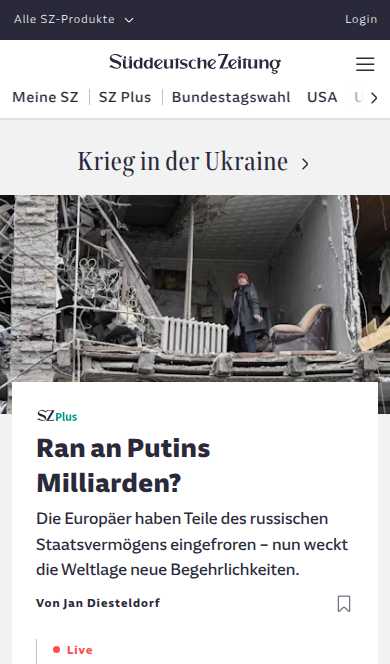 Alle SZ-Produkte
Login
Süddeutsche Zeitung
Meine SZ
SZ Plus
Bundestagswahl
USA
Krieg in der Ukraine
SZ Plus
Ran an Putins
Milliarden?
Die Europäer haben Teile des russischen
Staatsvermögens eingefroren – nun weckt
die Weltlage neue Begehrlichkeiten.
Von Jan Diesteldorf
Live